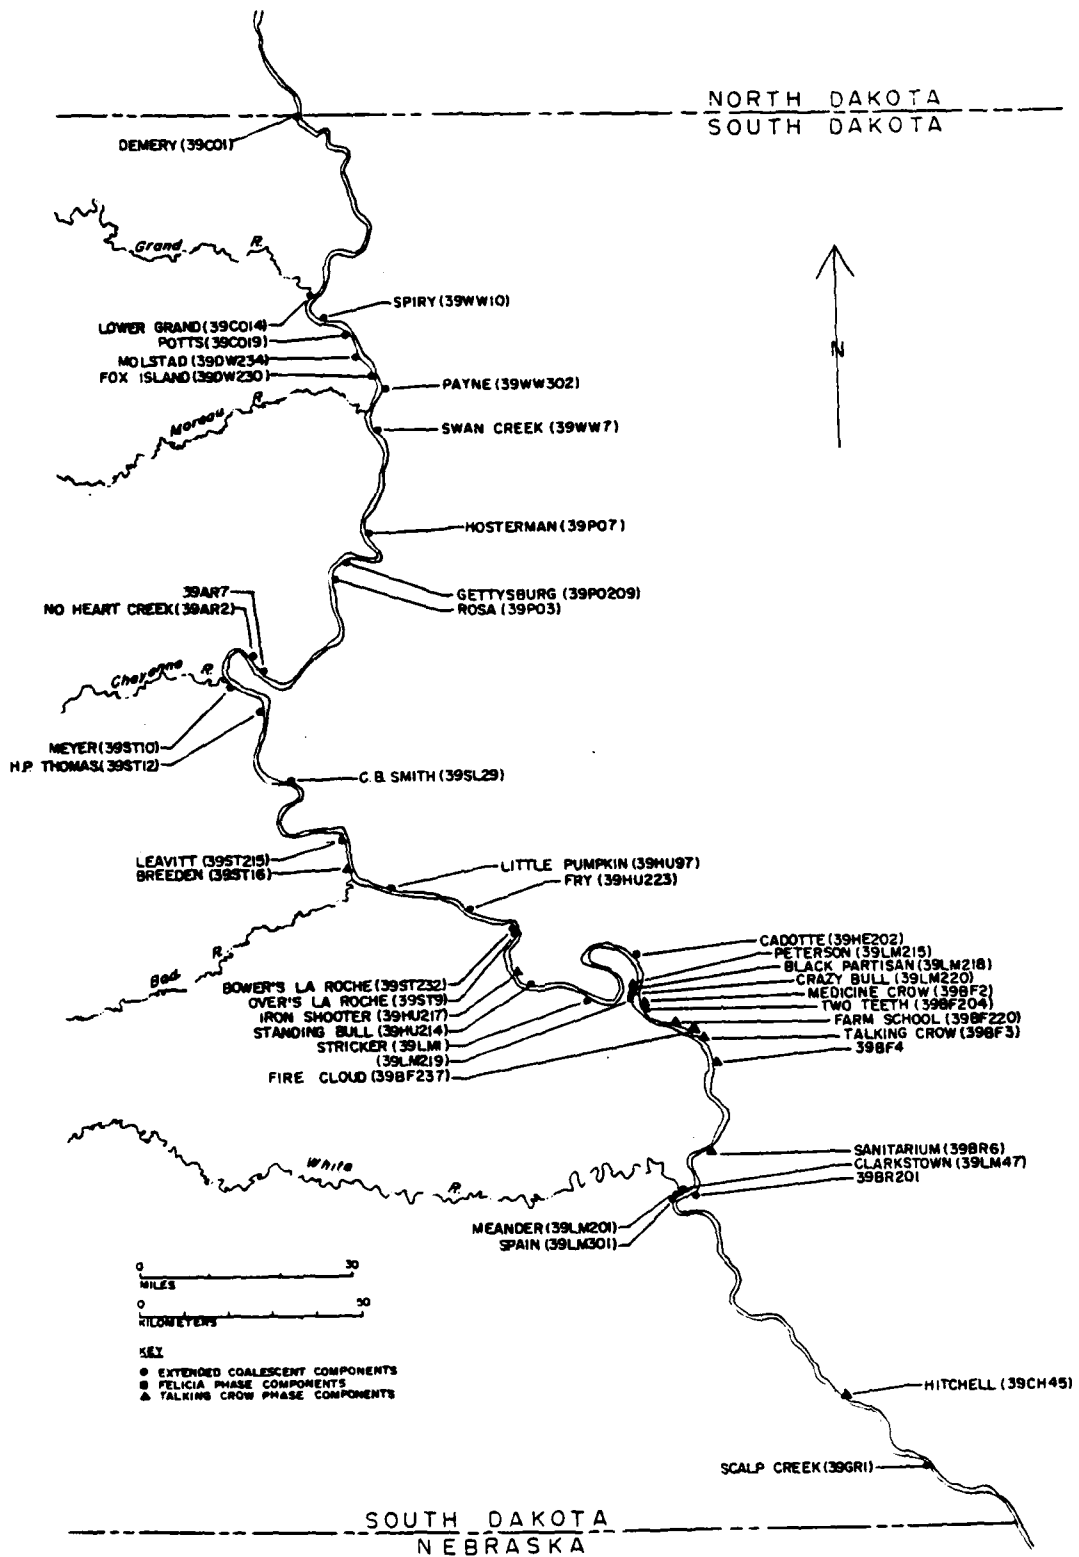 NORTH DAKOTA
SOUTH DAKOTA
DEMERY (39CO1)
Grand R.
SPIRY (39WW10)
LOWER GRAND (39CO14)
POTTS (39CO19)
MOLSTAD (39DW234)
FOX ISLAND (39DW230)
PAYNE (39WW302)
Moreau R.
SWAN CREEK (39WW7)
N
HOSTERMAN (39PO7)
39AR7
GETTYSBURG (39PO209)
NO HEART CREEK (39AR2)
ROSA (39PO3)
Cheyenne R.
MEYER (39ST10)
H.P. THOMAS (39ST12)
C.B. SMITH (39SL29)
LEAVITT (39ST215)
BREEDEN (39ST16)
LITTLE PUMPKIN (39HU97)
FRY (39HU223)
Bad R.
CADOTTE (39HE202)
PETERSON (39LM215)
BLACK PARTISAN (39LM218)
CRAZY BULL (39LM220)
MEDICINE CROW (39BF2)
TWO TEETH (39BF204)
FARM SCHOOL (39BF220)
TALKING CROW (39BF3)
39BF4
BOWER'S LA ROCHE (39ST232)
OVER'S LA ROCHE (39ST9)
IRON SHOOTER (39HU217)
STANDING BULL (39HU214)
STRICKER (39LM1)
(39LM219)
FIRE CLOUD (39BF237)
White R.
SANITARIUM (39BR6)
CLARKSTOWN (39LM47)
39BR201
MEANDER (39LM201)
SPAIN (39LM301)
0 30
MILES
0 50
KILOMETERS
KEY
EXTENDED COALESCENT COMPONENTS
FELICIA PHASE COMPONENTS
TALKING CROW PHASE COMPONENTS
HITCHELL (39CH45)
SCALP CREEK (39GR1)
SOUTH DAKOTA
NEBRASKA